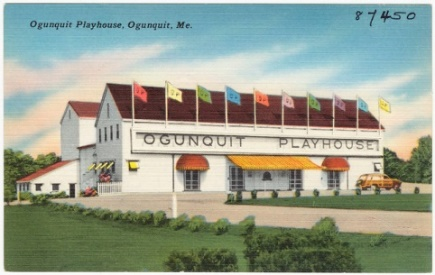 Ogunquit Playhouse, Ogunquit, Me.
87450
OGUNQUIT PLAYHOUSE